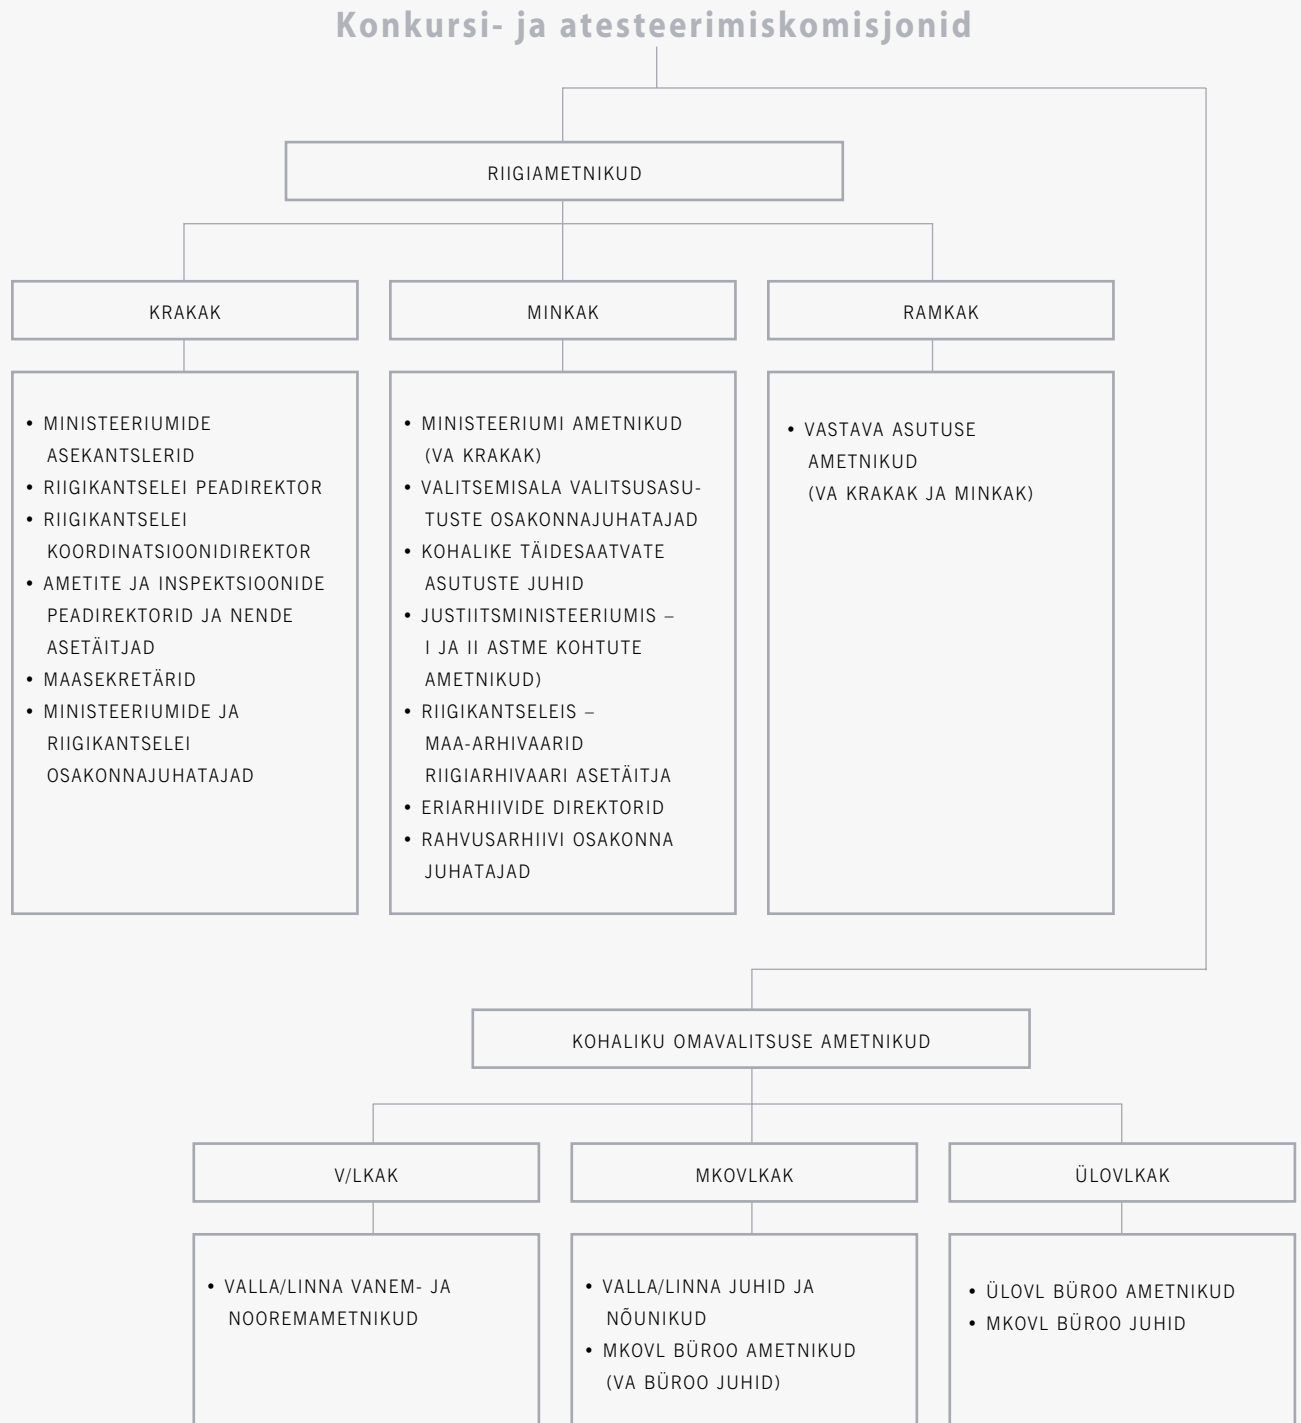 Konkursi- ja atesteerimiskomisjonid
RIIGIAMETNIKUD
KRAKAK
MINKAK
RAMKAK
• MINISTEERIUMIDE
ASEKANTSLERID
• RIIGIKANTSELEI PEADIREKTOR
• RIIGIKANTSELEI
KOORDINATSIOONIDIREKTOR
• AMETITE JA INSPEKTSIOONIDE
PEADIREKTORID JA NENDE
ASETÄITJAD
• MAASEKRETÄRID
• MINISTEERIUMIDE JA
RIIGIKANTSELEI
OSAKONNAJUHATAJAD
• MINISTEERIUMI AMETNIKUD
(VA KRAKAK)
• VALITSEMISALA VALITSUSASU-
TUSTE OSAKONNAJUHATAJAD
• KOHALIKE TÄIDESAATVATE
ASUTUSTE JUHID
• JUSTIITSMINISTEERIUMIS –
I JA II ASTME KOHTUTE
AMETNIKUD)
• RIIGIKANTSELEIS –
MAA-ARHIVAARID
RIIGIARHIVAARI ASETÄITJA
• ERIARHIIVIDE DIREKTORID
• RAHVUSARHIIVI OSAKONNA
JUHATAJAD
• VASTAVA ASUTUSE
AMETNIKUD
(VA KRAKAK JA MINKAK)
KOHALIKU OMAVALITSUSE AMETNIKUD
V/LKAK
MKOVLKAK
ÜLOVLKAK
• VALLA/LINNA VANEM- JA
NOOREMAMETNIKUD
• VALLA/LINNA JUHID JA
NÕUNIKUD
• MKOVL BÜROO AMETNIKUD
(VA BÜROO JUHID)
• ÜLOVL BÜROO AMETNIKUD
• MKOVL BÜROO JUHID